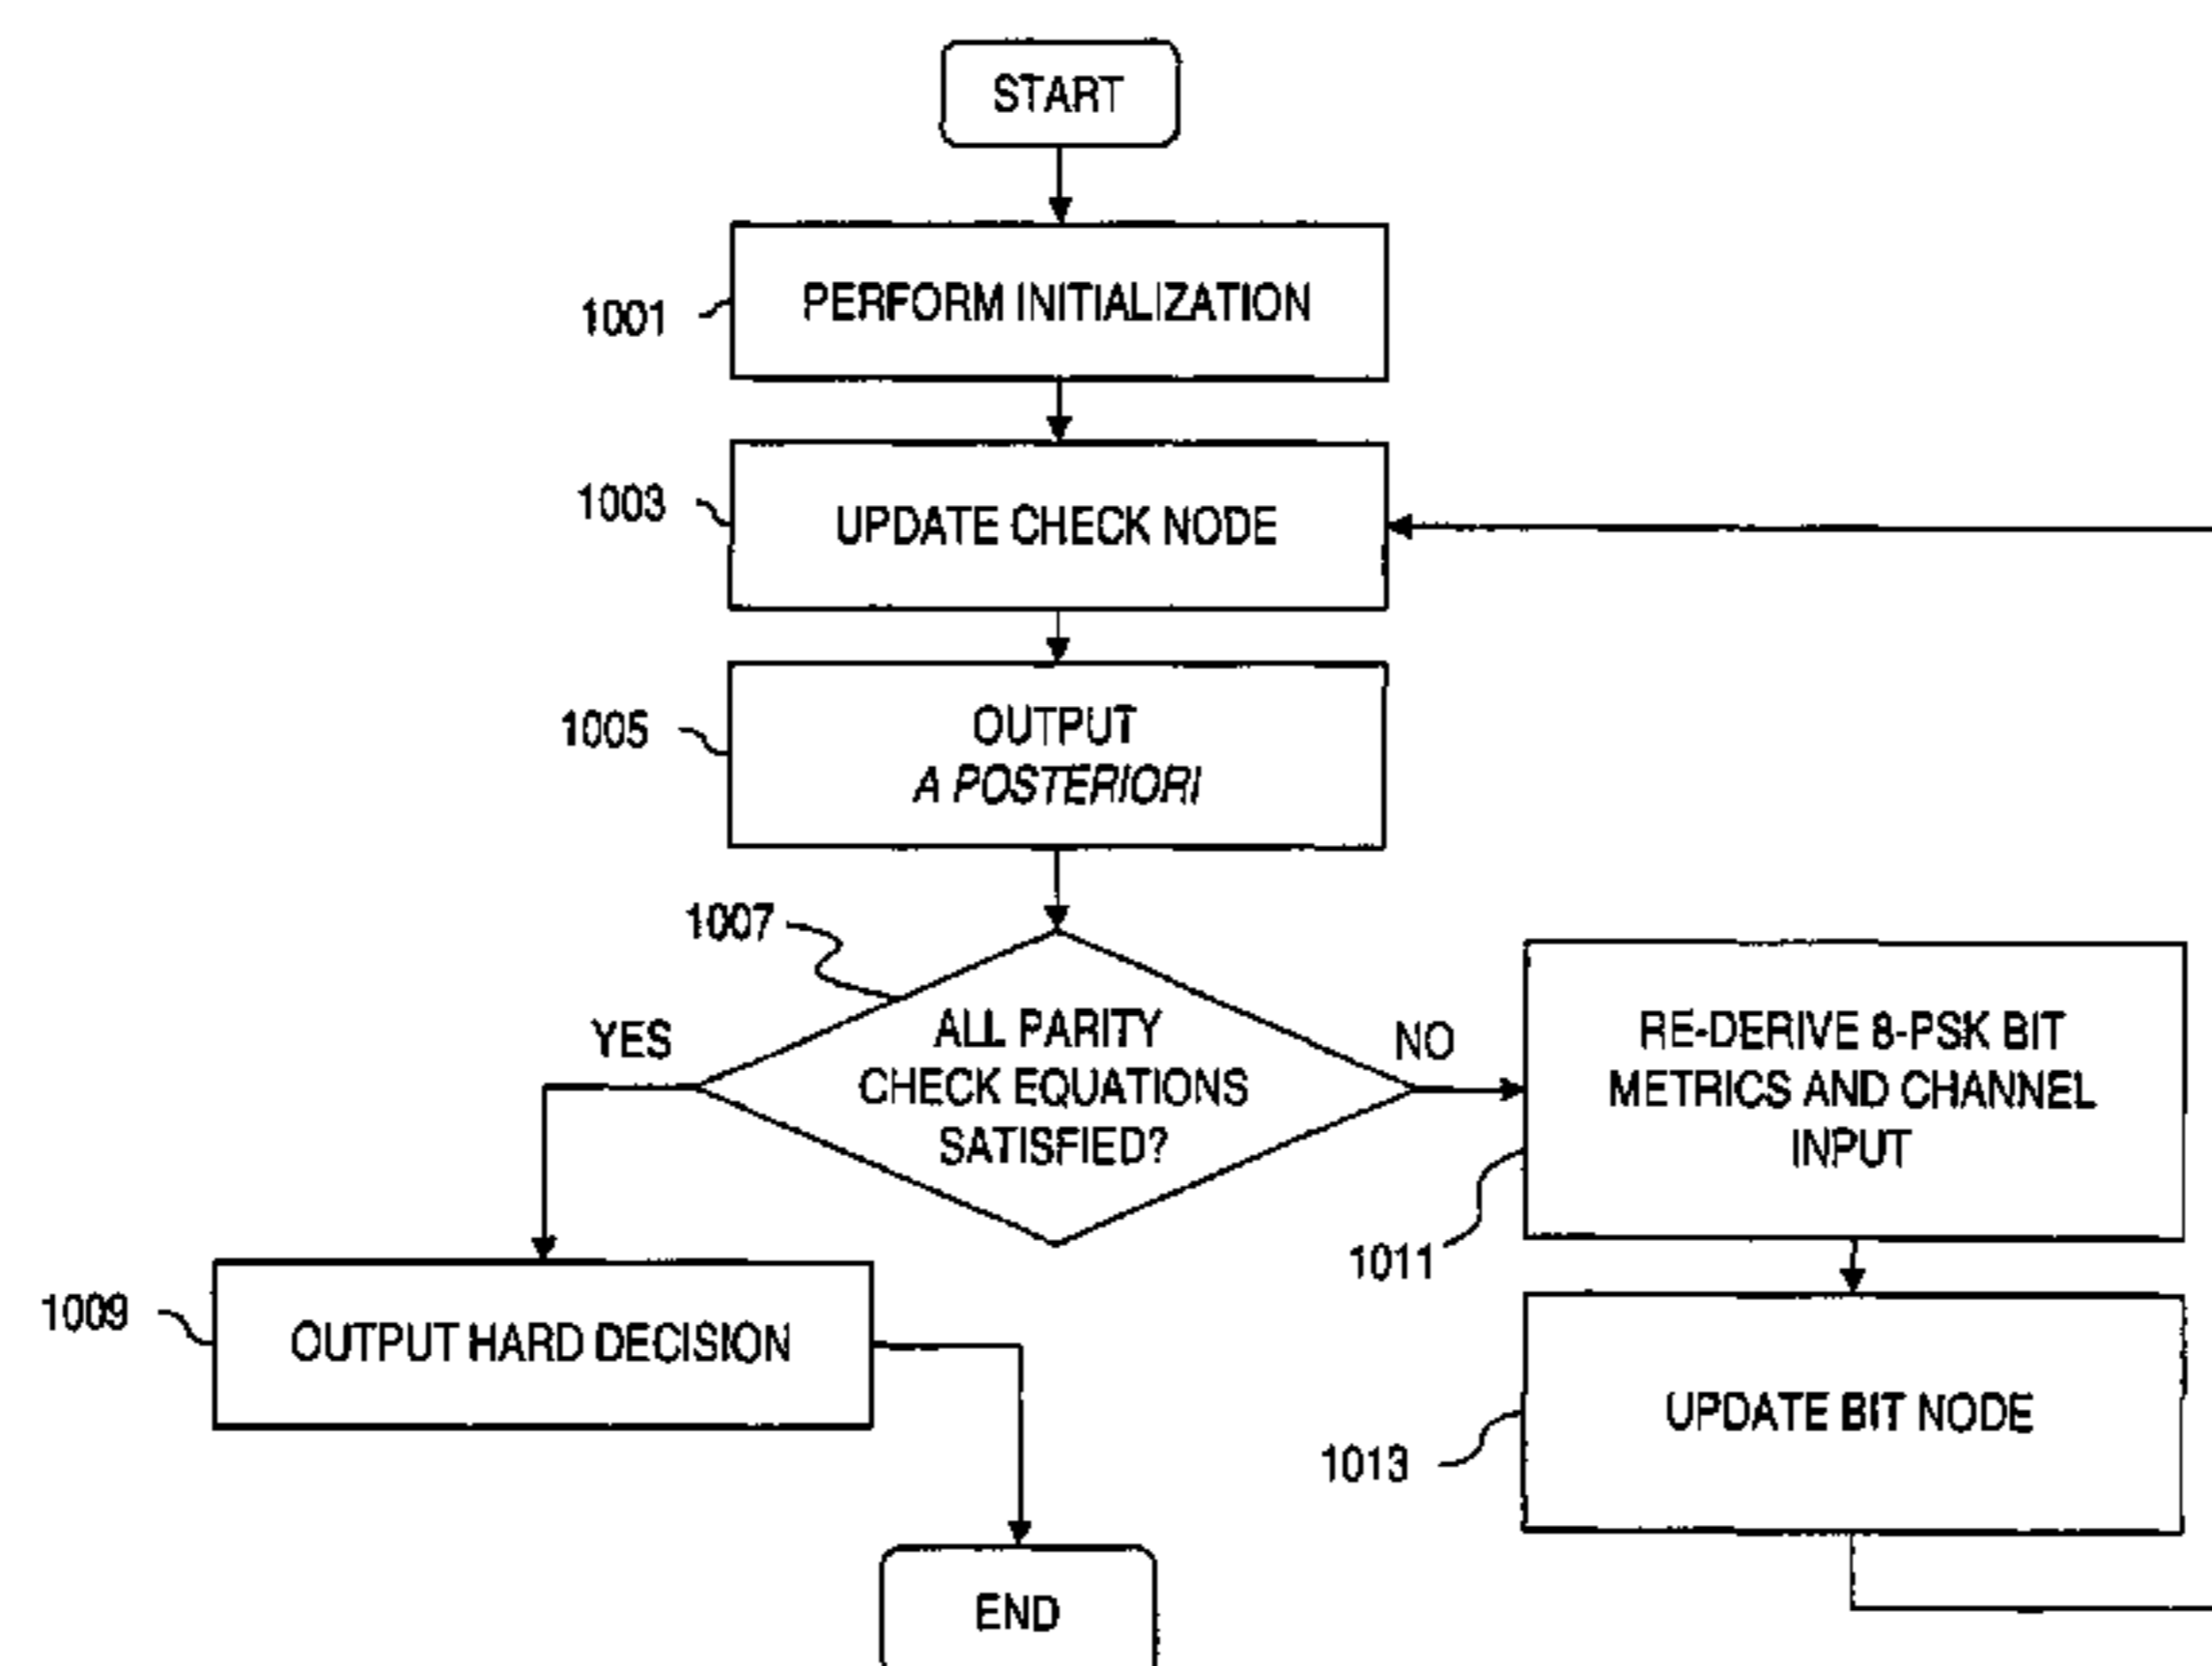 START
1001
PERFORM INITIALIZATION
1003
UPDATE CHECK NODE
1005
OUTPUT
A POSTERIORI
1007
YES
ALL PARITY
CHECK EQUATIONS
SATISFIED?
NO
RE-DERIVE 8-PSK BIT
METRICS AND CHANNEL
INPUT
1011
1009
OUTPUT HARD DECISION
UPDATE BIT NODE
1013
END